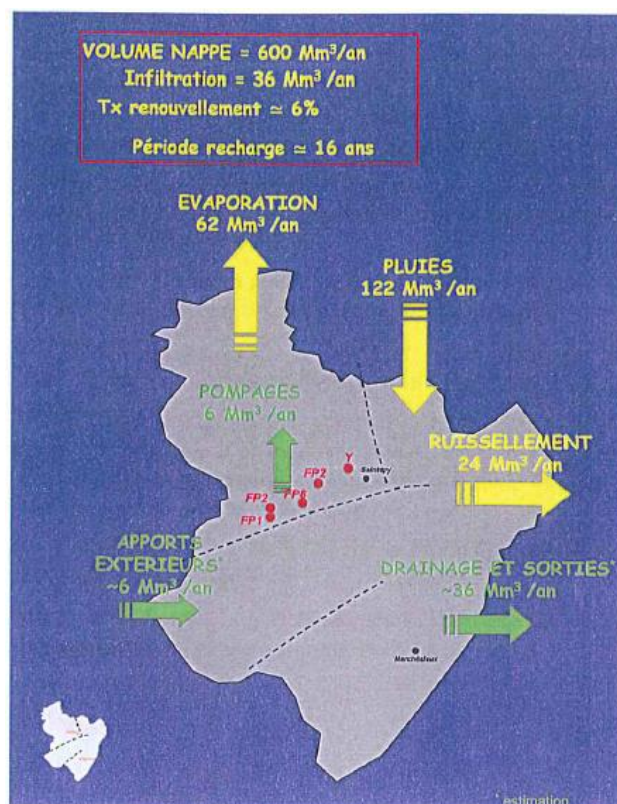 VOLUME NAPPE = 600 Mm³/an
Infiltration = 36 Mm³/an
Tx renouvellement ≃ 6%
Période recharge ≃ 16 ans
EVAPORATION
62 Mm³/an
PLUIES
122 Mm³/an
POMPAGES
6 Mm³/an
RUISSELLEMENT
24 Mm³/an
Y
FP2
FP2
FP1
APPORTS
EXTERIEURS*
~6 Mm³/an
DRAINAGE ET SORTIES*
~36 Mm³/an
* estimation